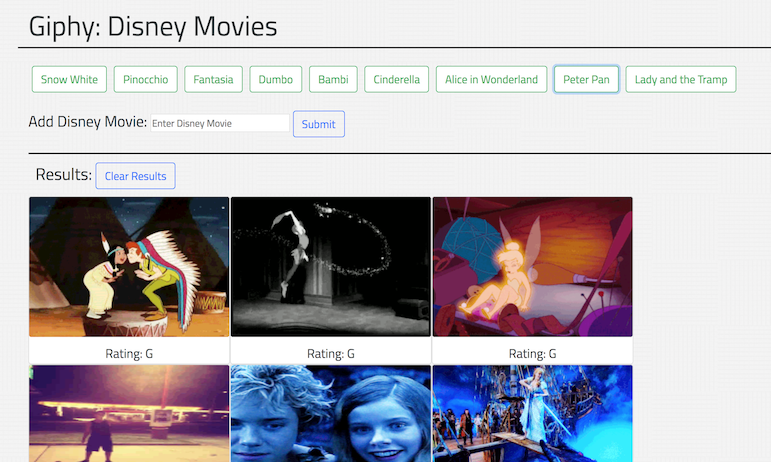 Giphy: Disney Movies
Snow White Pinocchio Fantasia Dumbo Bambi Cinderella Alice in Wonderland Peter Pan Lady and the Tramp
Add Disney Movie: Enter Disney Movie Submit
Results: Clear Results
Rating: G Rating: G Rating: G